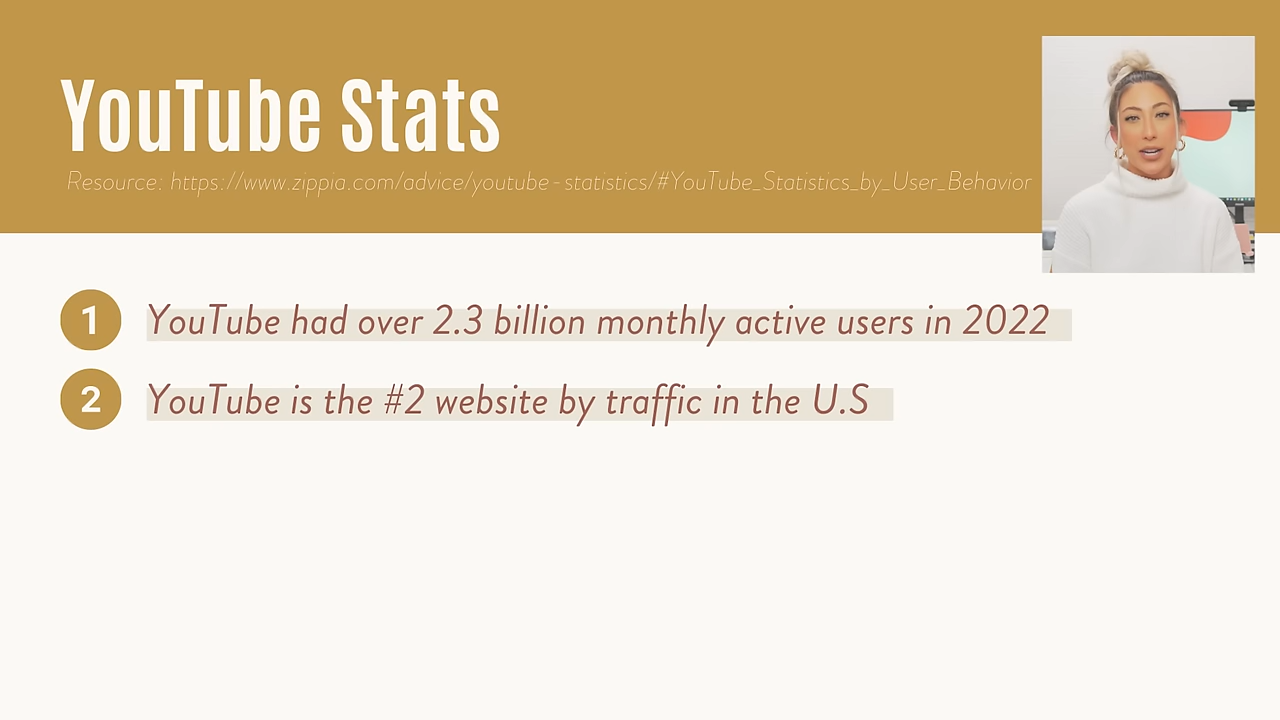 YouTube Stats
Resource: https://www.zippia.com/advice/youtube-statistics/#YouTube_Statistics_by_User_Behavior
1 YouTube had over 2.3 billion monthly active users in 2022
2 YouTube is the #2 website by traffic in the U.S